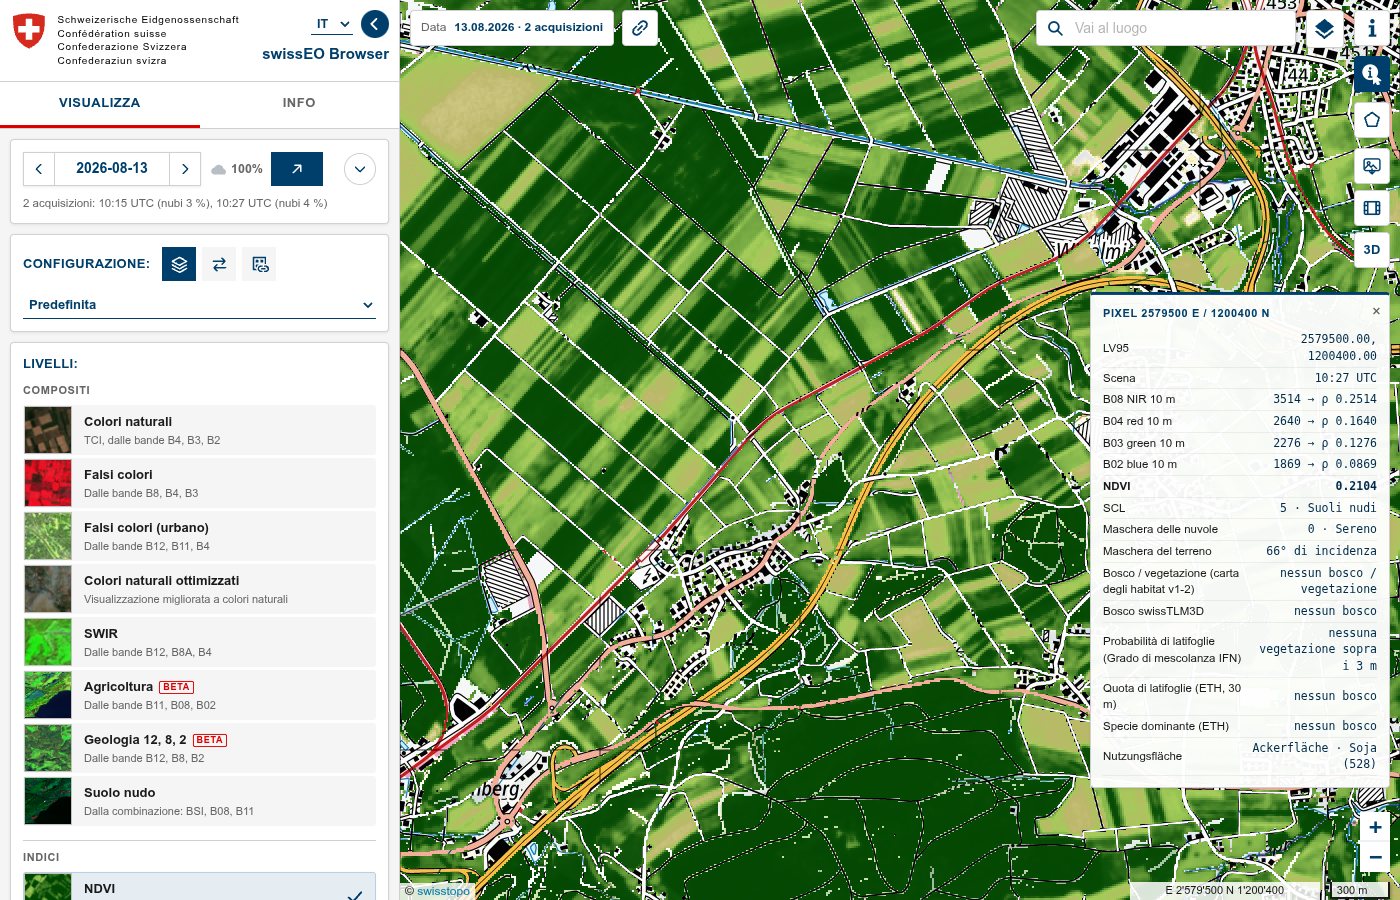 Schweizerische Eidgenossenschaft
Confédération suisse
Confederazione Svizzera
Confederaziun svizra
IT
swissEO Browser
VISUALIZZA
INFO
2026-08-13
100%
2 acquisizioni: 10:15 UTC (nubi 3 %), 10:27 UTC (nubi 4 %)
CONFIGURAZIONE:
Predefinita
LIVELLI:
COMPOSITI
Colori naturali
TCI, dalle bande B4, B3, B2
Falsi colori
Dalle bande B8, B4, B3
Falsi colori (urbano)
Dalle bande B12, B11, B4
Colori naturali ottimizzati
Visualizzazione migliorata a colori naturali
SWIR
Dalle bande B12, B8A, B4
Agricoltura BETA
Dalle bande B11, B08, B02
Geologia 12, 8, 2 BETA
Dalle bande B12, B8, B2
Suolo nudo
Dalla combinazione: BSI, B08, B11
INDICI
NDVI
Data 13.08.2026 · 2 acquisizioni
Vai al luogo
453
44
3D
PIXEL 2579500 E / 1200400 N
×
LV95 2579500.00, 1200400.00
Scena 10:27 UTC
B08 NIR 10 m 3514 → ρ 0.2514
B04 red 10 m 2640 → ρ 0.1640
B03 green 10 m 2276 → ρ 0.1276
B02 blue 10 m 1869 → ρ 0.0869
NDVI 0.2104
SCL 5 · Suoli nudi
Maschera delle nuvole 0 · Sereno
Maschera del terreno 66° di incidenza
Bosco / vegetazione (carta degli habitat v1-2) nessun bosco / vegetazione
Bosco swissTLM3D nessun bosco
Probabilità di latifoglie (Grado di mescolanza IFN) nessuna vegetazione sopra i 3 m
Quota di latifoglie (ETH, 30 m) nessun bosco
Specie dominante (ETH) nessun bosco
Nutzungsfläche Ackerfläche · Soja (528)
+
−
© swisstopo
E 2'579'500 N 1'200'400
300 m